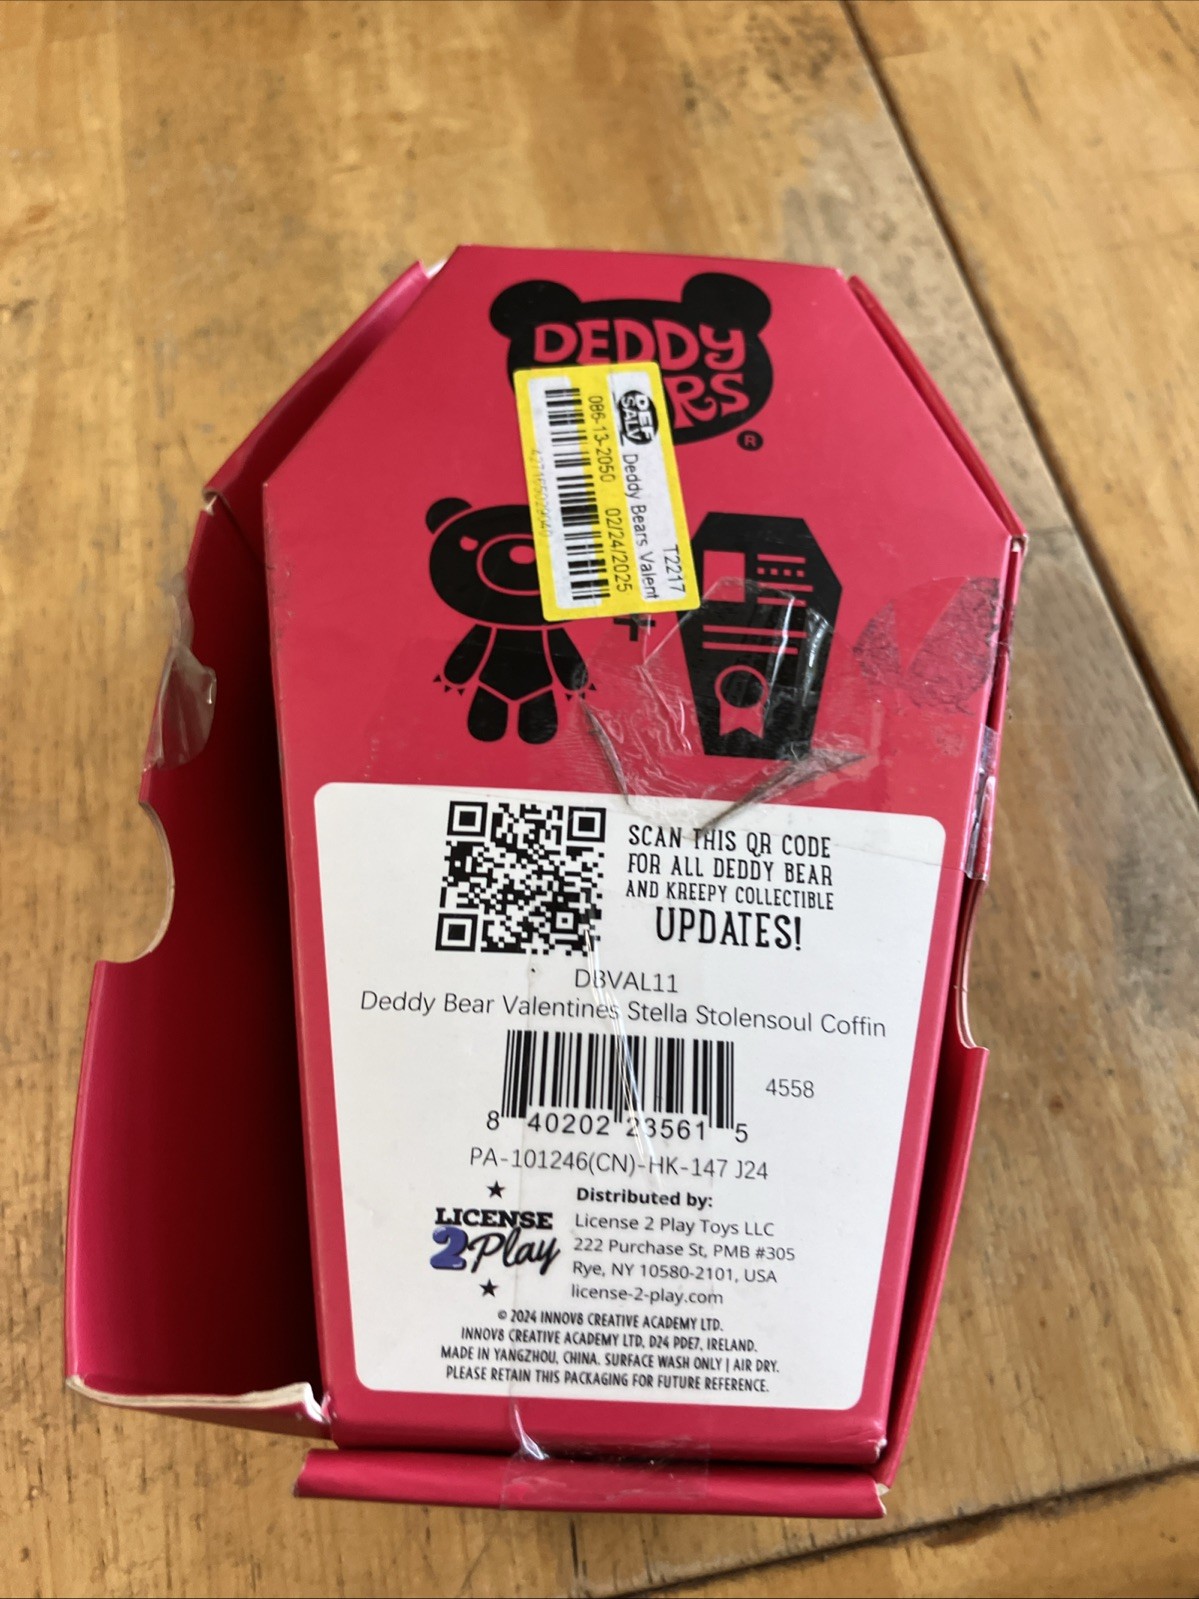 DEDDY
RS
®
DEF
SALV
T2217
Deddy Bears Valent
086-13-2050 02/24/2025
SCAN THIS QR CODE
FOR ALL DEDDY BEAR
AND KREEPY COLLECTIBLE
UPDATES!
DBVAL11
Deddy Bear Valentines Stella Stolensoul Coffin
4558
8 40202 23561 5
PA-101246(CN)-HK-147 J24
LICENSE
2Play
Distributed by:
License 2 Play Toys LLC
222 Purchase St, PMB #305
Rye, NY 10580-2101, USA
license-2-play.com
© 2024 INNOV8 CREATIVE ACADEMY LTD.
INNOV8 CREATIVE ACADEMY LTD, D24 PDE7, IRELAND.
MADE IN YANGZHOU, CHINA. SURFACE WASH ONLY | AIR DRY.
PLEASE RETAIN THIS PACKAGING FOR FUTURE REFERENCE.